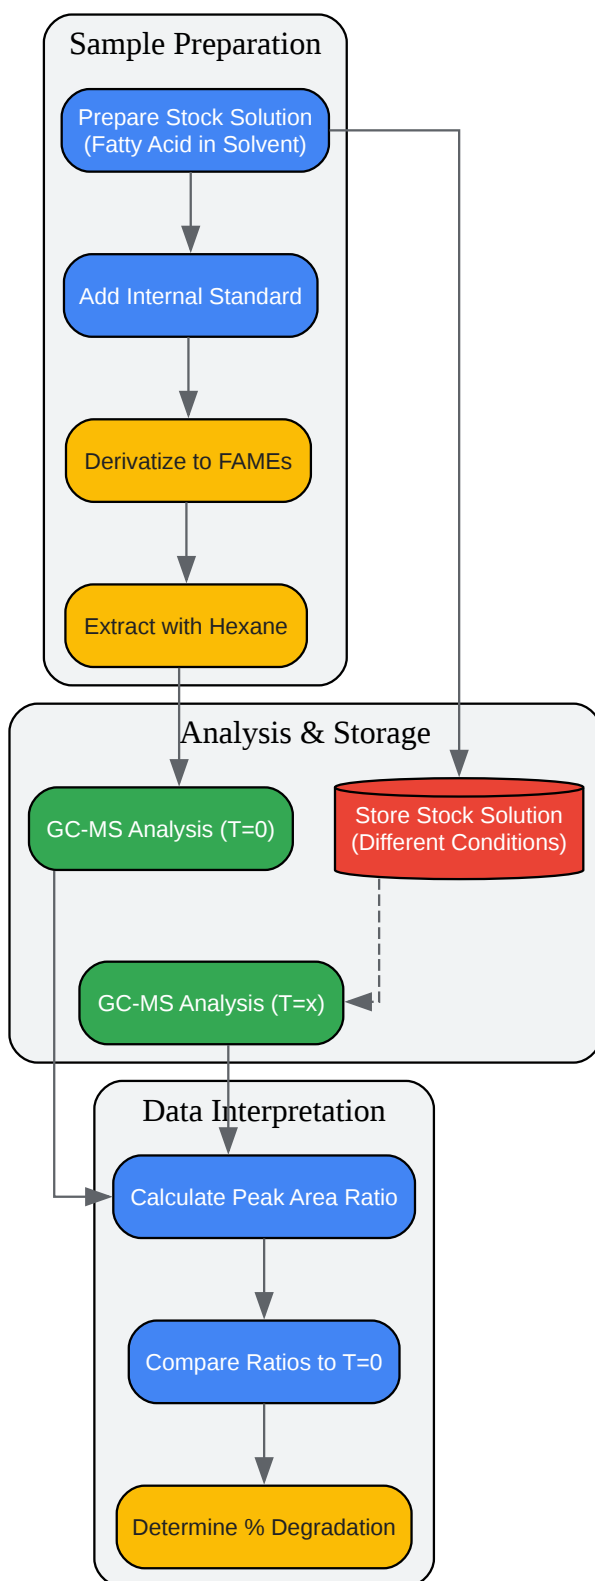 Sample Preparation
Prepare Stock Solution
(Fatty Acid in Solvent)
Add Internal Standard
Derivatize to FAMEs
Extract with Hexane
Analysis & Storage
GC-MS Analysis (T=0)
Store Stock Solution
(Different Conditions)
GC-MS Analysis (T=x)
Data Interpretation
Calculate Peak Area Ratio
Compare Ratios to T=0
Determine % Degradation